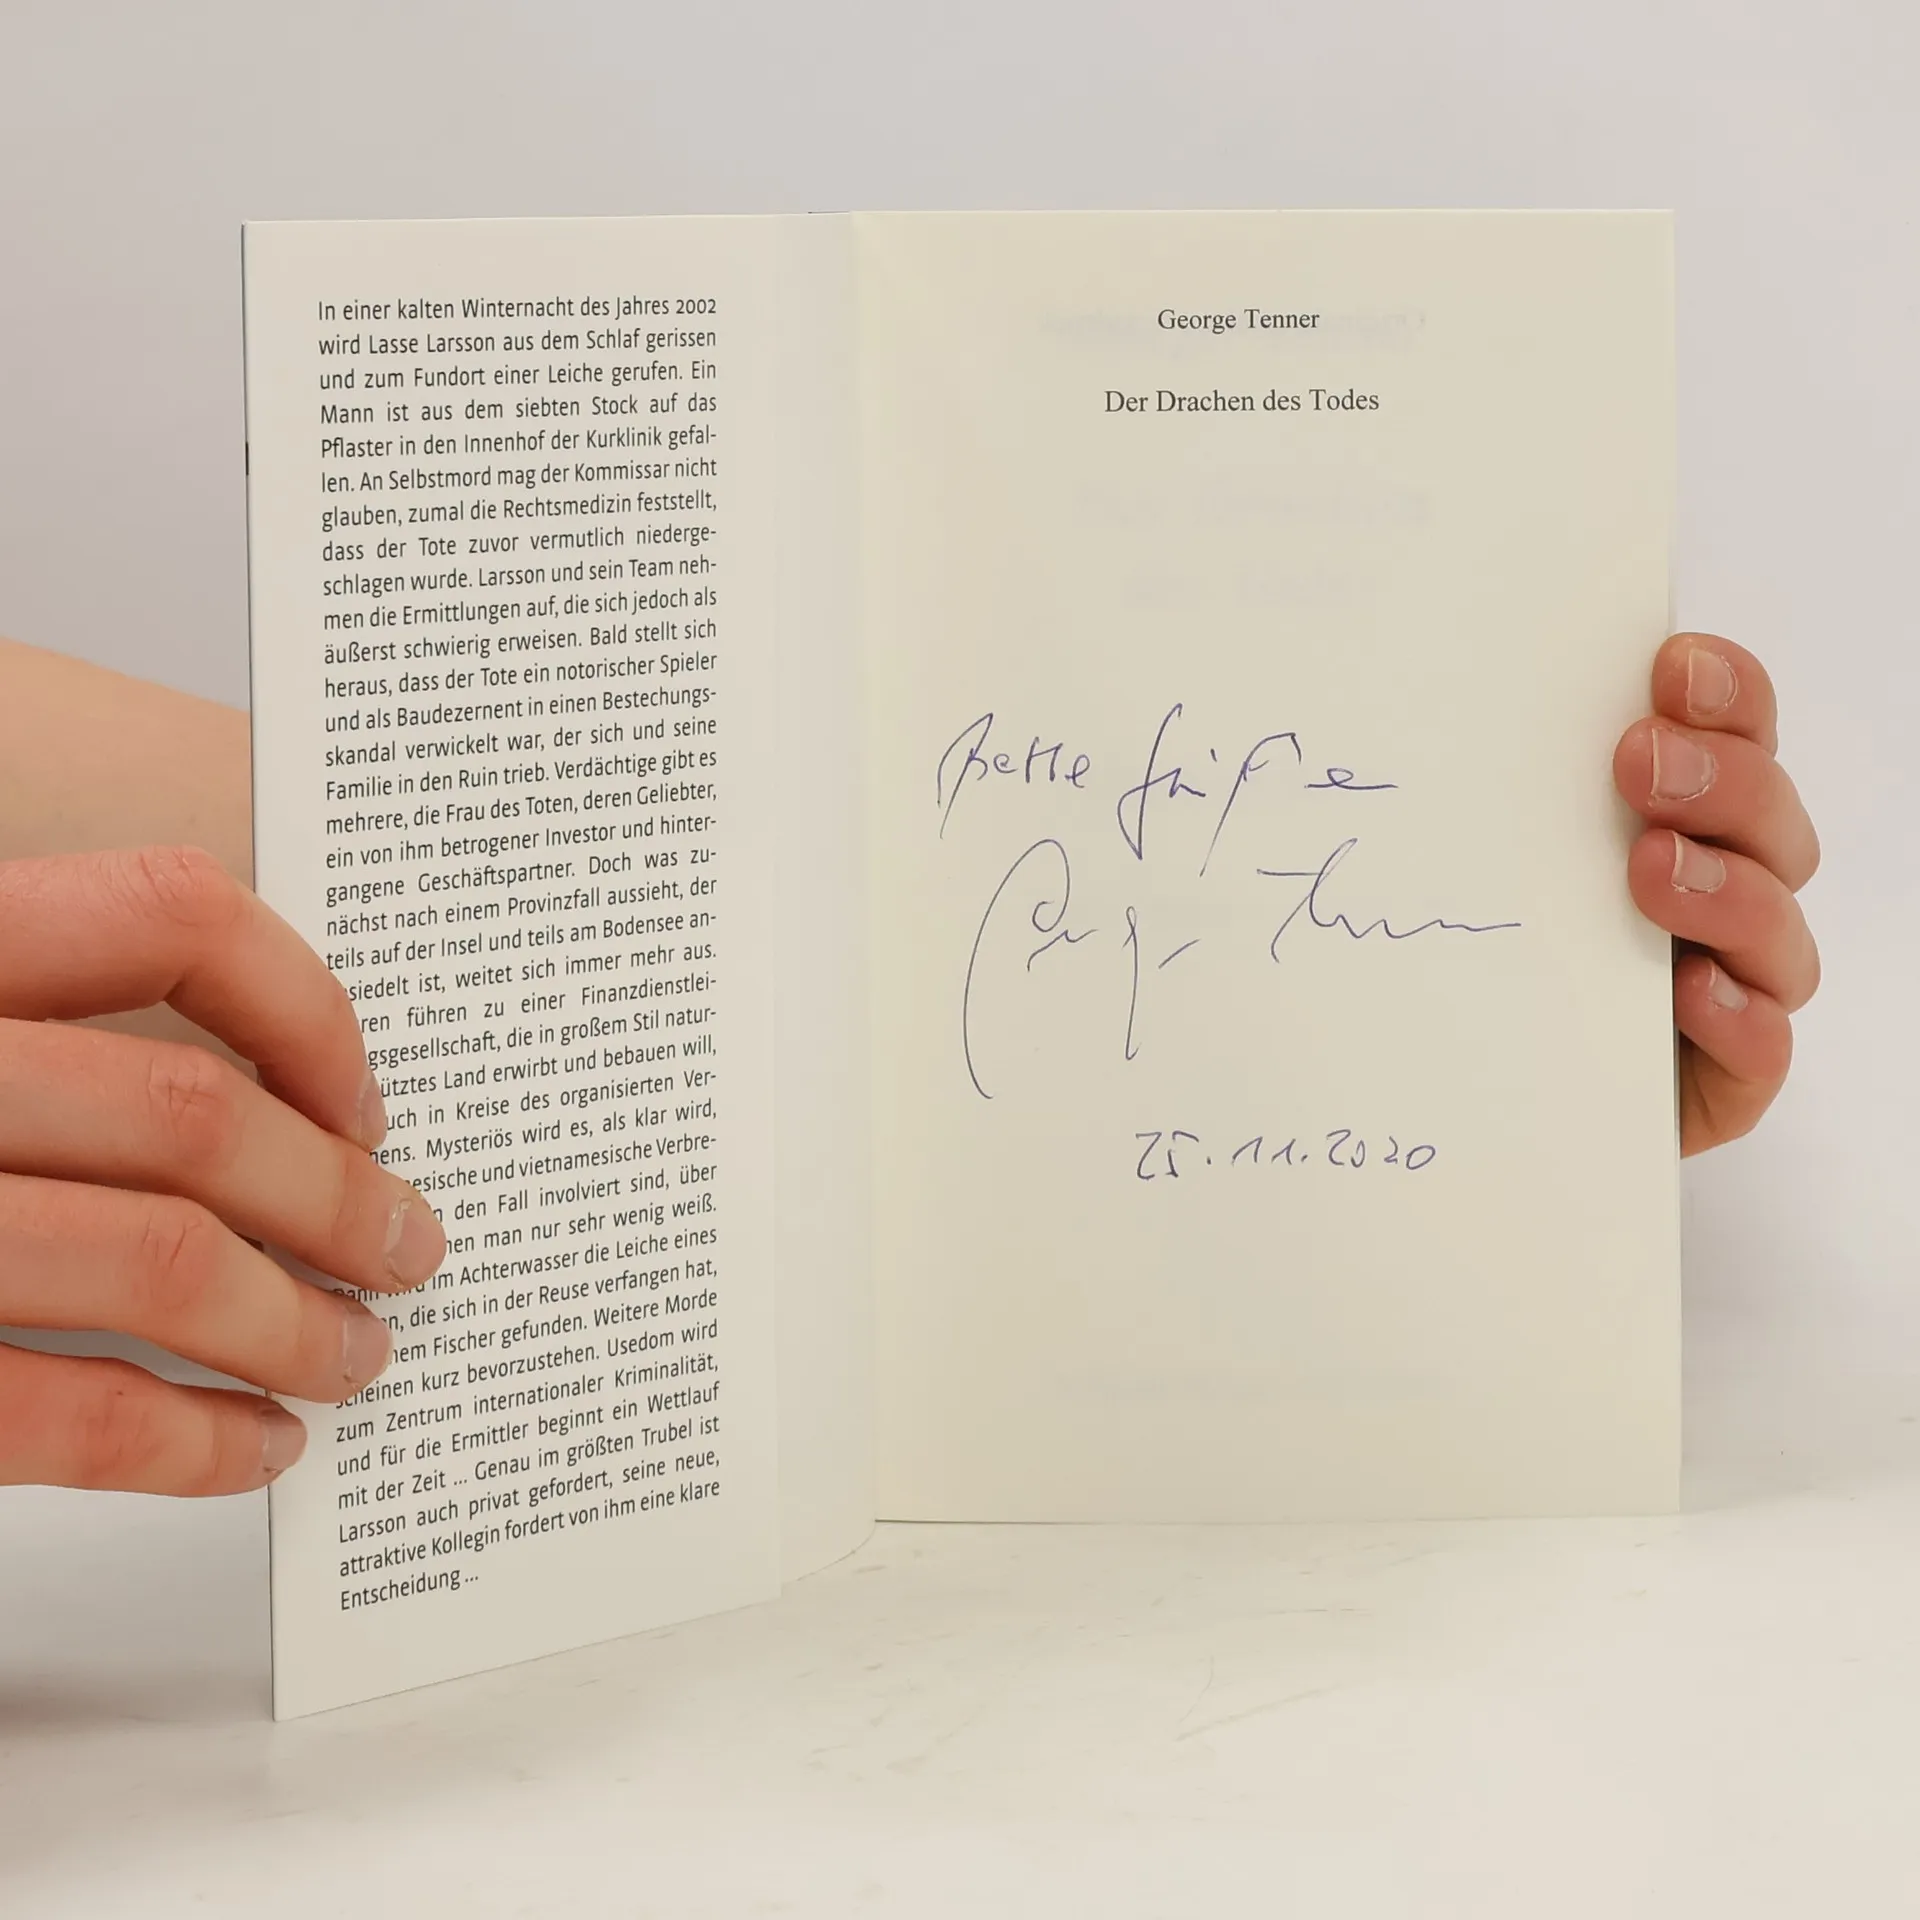 In einer kalten Winternacht des Jahres 2002
wird Lasse Larsson aus dem Schlaf gerissen
und zum Fundort einer Leiche gerufen. Ein
Mann ist aus dem siebten Stock auf das
Pflaster in den Innenhof der Kurklinik gefal-
len. An Selbstmord mag der Kommissar nicht
glauben, zumal die Rechtsmedizin feststellt,
dass der Tote zuvor vermutlich niederge-
schlagen wurde. Larsson und sein Team neh-
men die Ermittlungen auf, die sich jedoch als
äußerst schwierig erweisen. Bald stellt sich
heraus, dass der Tote ein notorischer Spieler
und als Baudezernent in einen Bestechungs-
skandal verwickelt war, der sich und seine
Familie in den Ruin trieb. Verdächtige gibt es
mehrere, die Frau des Toten, deren Geliebter,
ein von ihm betrogener Investor und hinter-
gangene Geschäftspartner. Doch was zu-
nächst nach einem Provinzfall aussieht, der
teils auf der Insel und teils am Bodensee an-
siedelt ist, weitet sich immer mehr aus.
ren führen zu einer Finanzdienstlei-
gsgesellschaft, die in großem Stil natur-
ütztes Land erwirbt und bebauen will,
uch in Kreise des organisierten Ver-
hens. Mysteriös wird es, als klar wird,
esische und vietnamesische Verbre-
n den Fall involviert sind, über
nen man nur sehr wenig weiß.
Dann wird im Achterwasser die Leiche eines
n, die sich in der Reuse verfangen hat,
nem Fischer gefunden. Weitere Morde
scheinen kurz bevorzustehen. Usedom wird
zum Zentrum internationaler Kriminalität,
und für die Ermittler beginnt ein Wettlauf
mit der Zeit ... Genau im größten Trubel ist
Larsson auch privat gefordert, seine neue,
attraktive Kollegin fordert von ihm eine klare
Entscheidung ...
George Tenner
Der Drachen des Todes
Grüße
George Tenner
25.11.2020